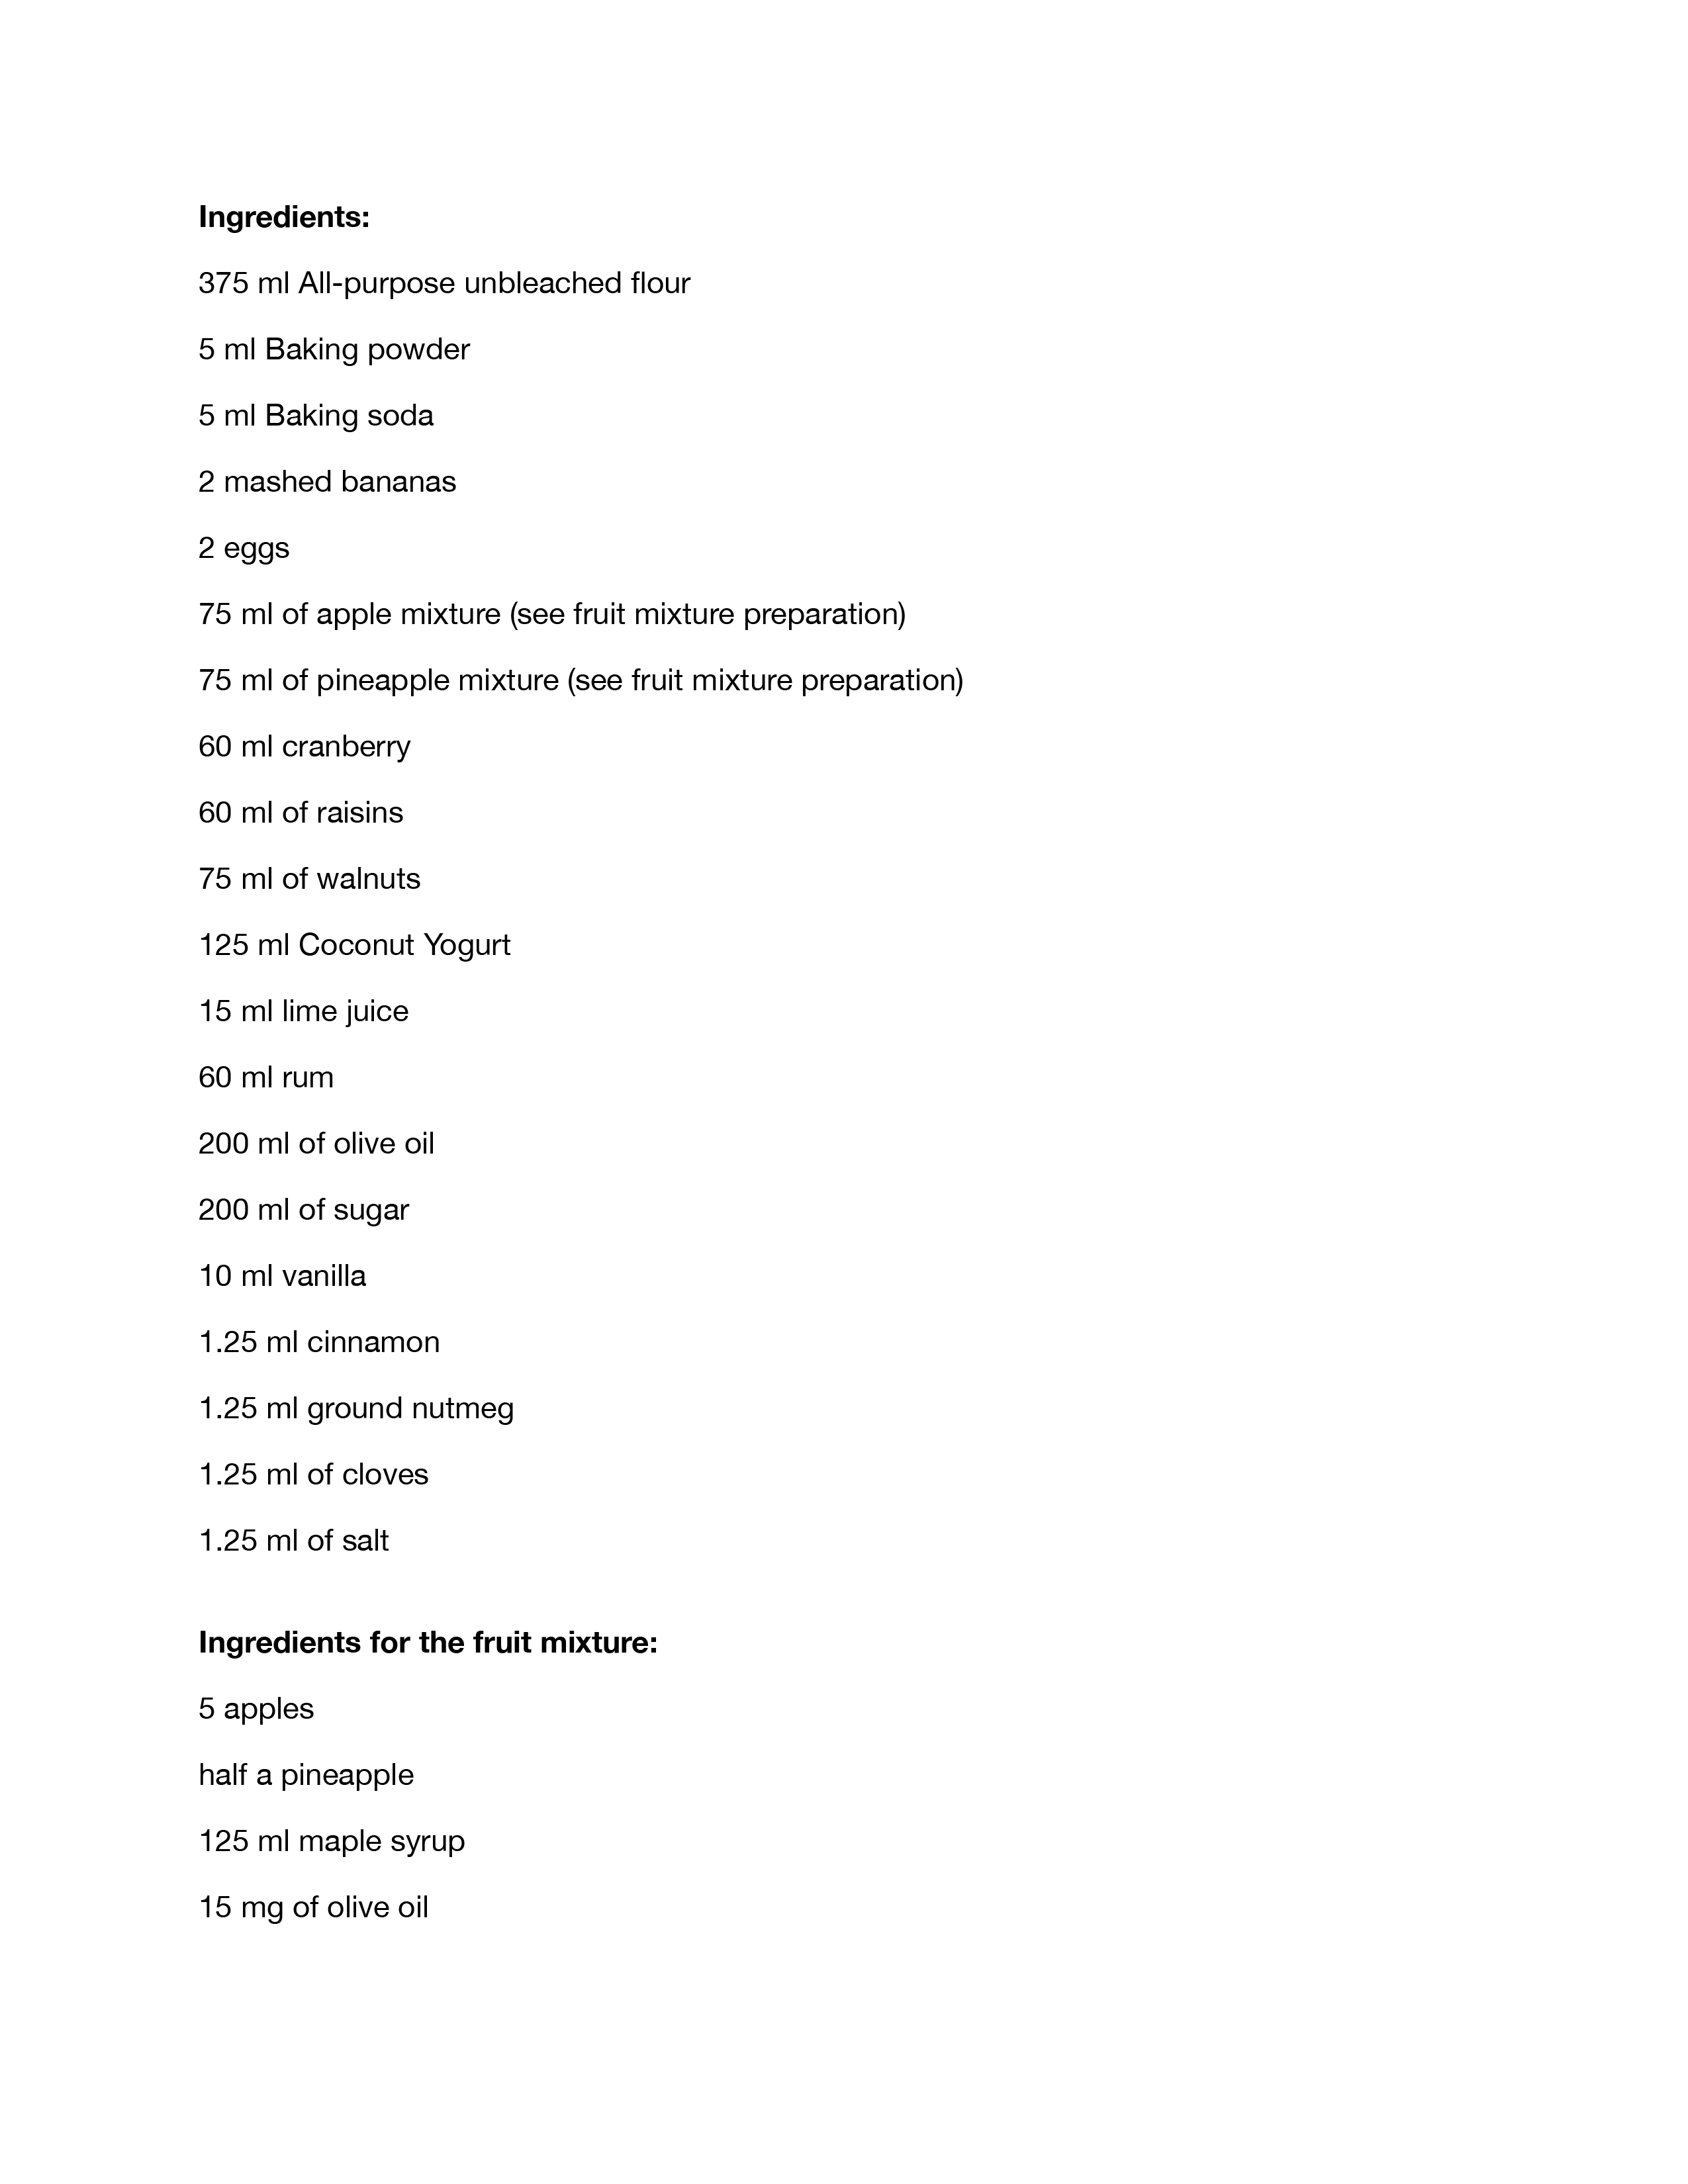 Ingredients:
375 ml All-purpose unbleached flour
5 ml Baking powder
5 ml Baking soda
2 mashed bananas
2 eggs
75 ml of apple mixture (see fruit mixture preparation)
75 ml of pineapple mixture (see fruit mixture preparation)
60 ml cranberry
60 ml of raisins
75 ml of walnuts
125 ml Coconut Yogurt
15 ml lime juice
60 ml rum
200 ml of olive oil
200 ml of sugar
10 ml vanilla
1.25 ml cinnamon
1.25 ml ground nutmeg
1.25 ml of cloves
1.25 ml of salt
Ingredients for the fruit mixture:
5 apples
half a pineapple
125 ml maple syrup
15 mg of olive oil